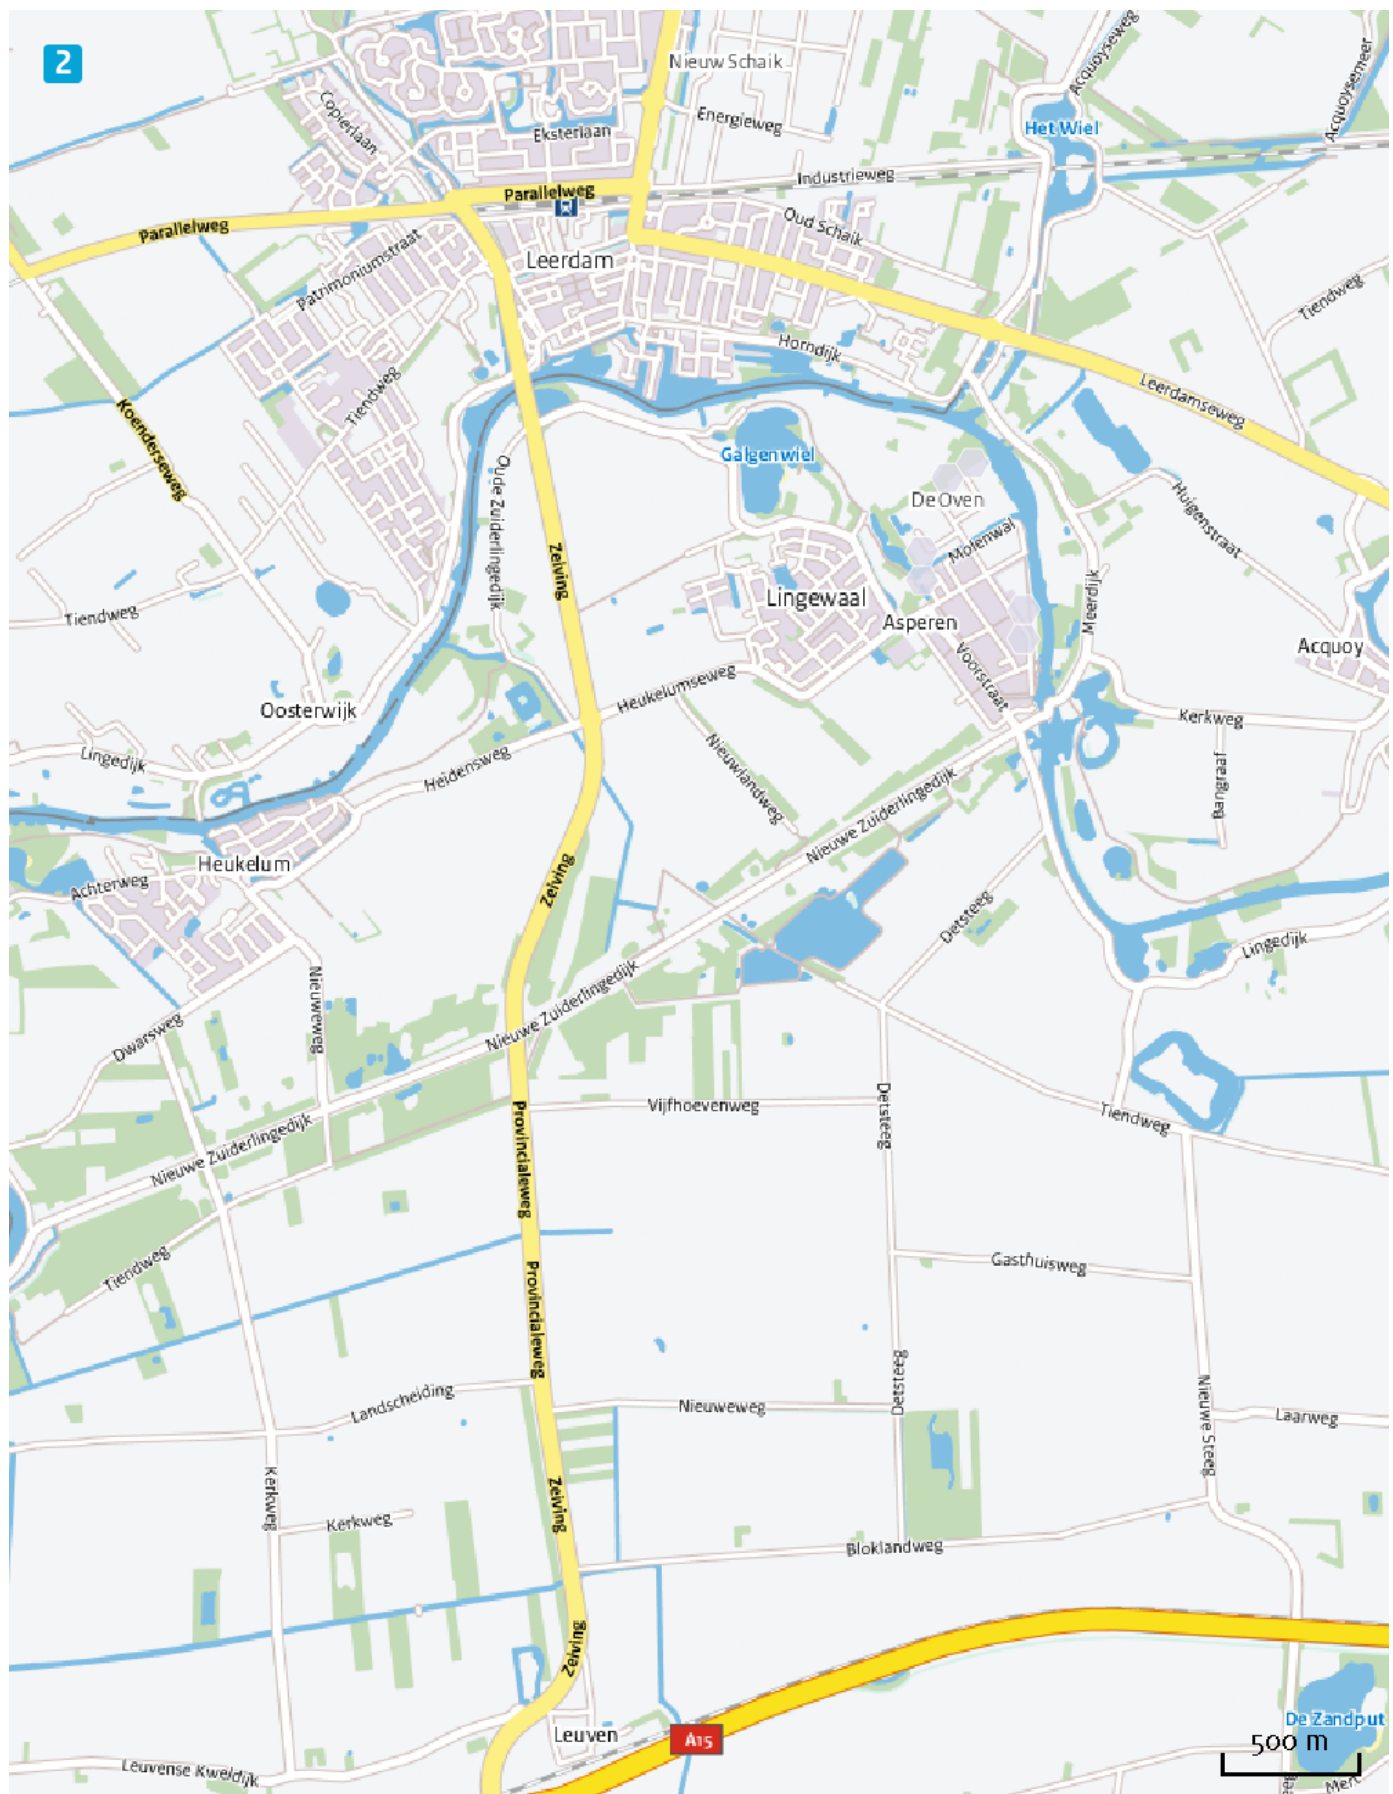 2
Nieuw Schaik
Acquoyseweg
Acquoysemeer
Copierlaan
Energieweg
Eksterlaan
Het Wiel
Industrieweg
Parallelweg
Parallelweg
Oud Schaik
Patrimoniumstraat
Leerdam
Tiendweg
Horndijk
Leerdamseweg
Tiendweg
Koenderseweg
Galgenwiel
Oude Zuiderlingedijk
De Oven
Huigenstraat
Molenwal
Zeiving
Tiendweg
Lingewaal
Meerdijk
Asperen
Acquoy
Voorstraat
Heukelumseweg
Oosterwijk
Kerkweg
Lingedijk
Heidensweg
Nieuwlandweg
Bangraaf
Nieuwe Zuiderlingedijk
Heukelum
Achterweg
Zeiving
Detsteeg
Lingedijk
Nieuweweg
Nieuwe Zuiderlingedijk
Dwarsweg
Vijfhoevenweg
Detsteeg
Tiendweg
Provincialeweg
Nieuwe Zuiderlingedijk
Tiendweg
Gasthuisweg
Provincialeweg
Detsteeg
Landscheiding
Nieuweweg
Nieuwe Steeg
Laarweg
Kerkweg
Zeiving
Kerkweg
Bloklandweg
Zeiving
De Zandput
Leuven
A15
500 m
Leuvense Kweldijk